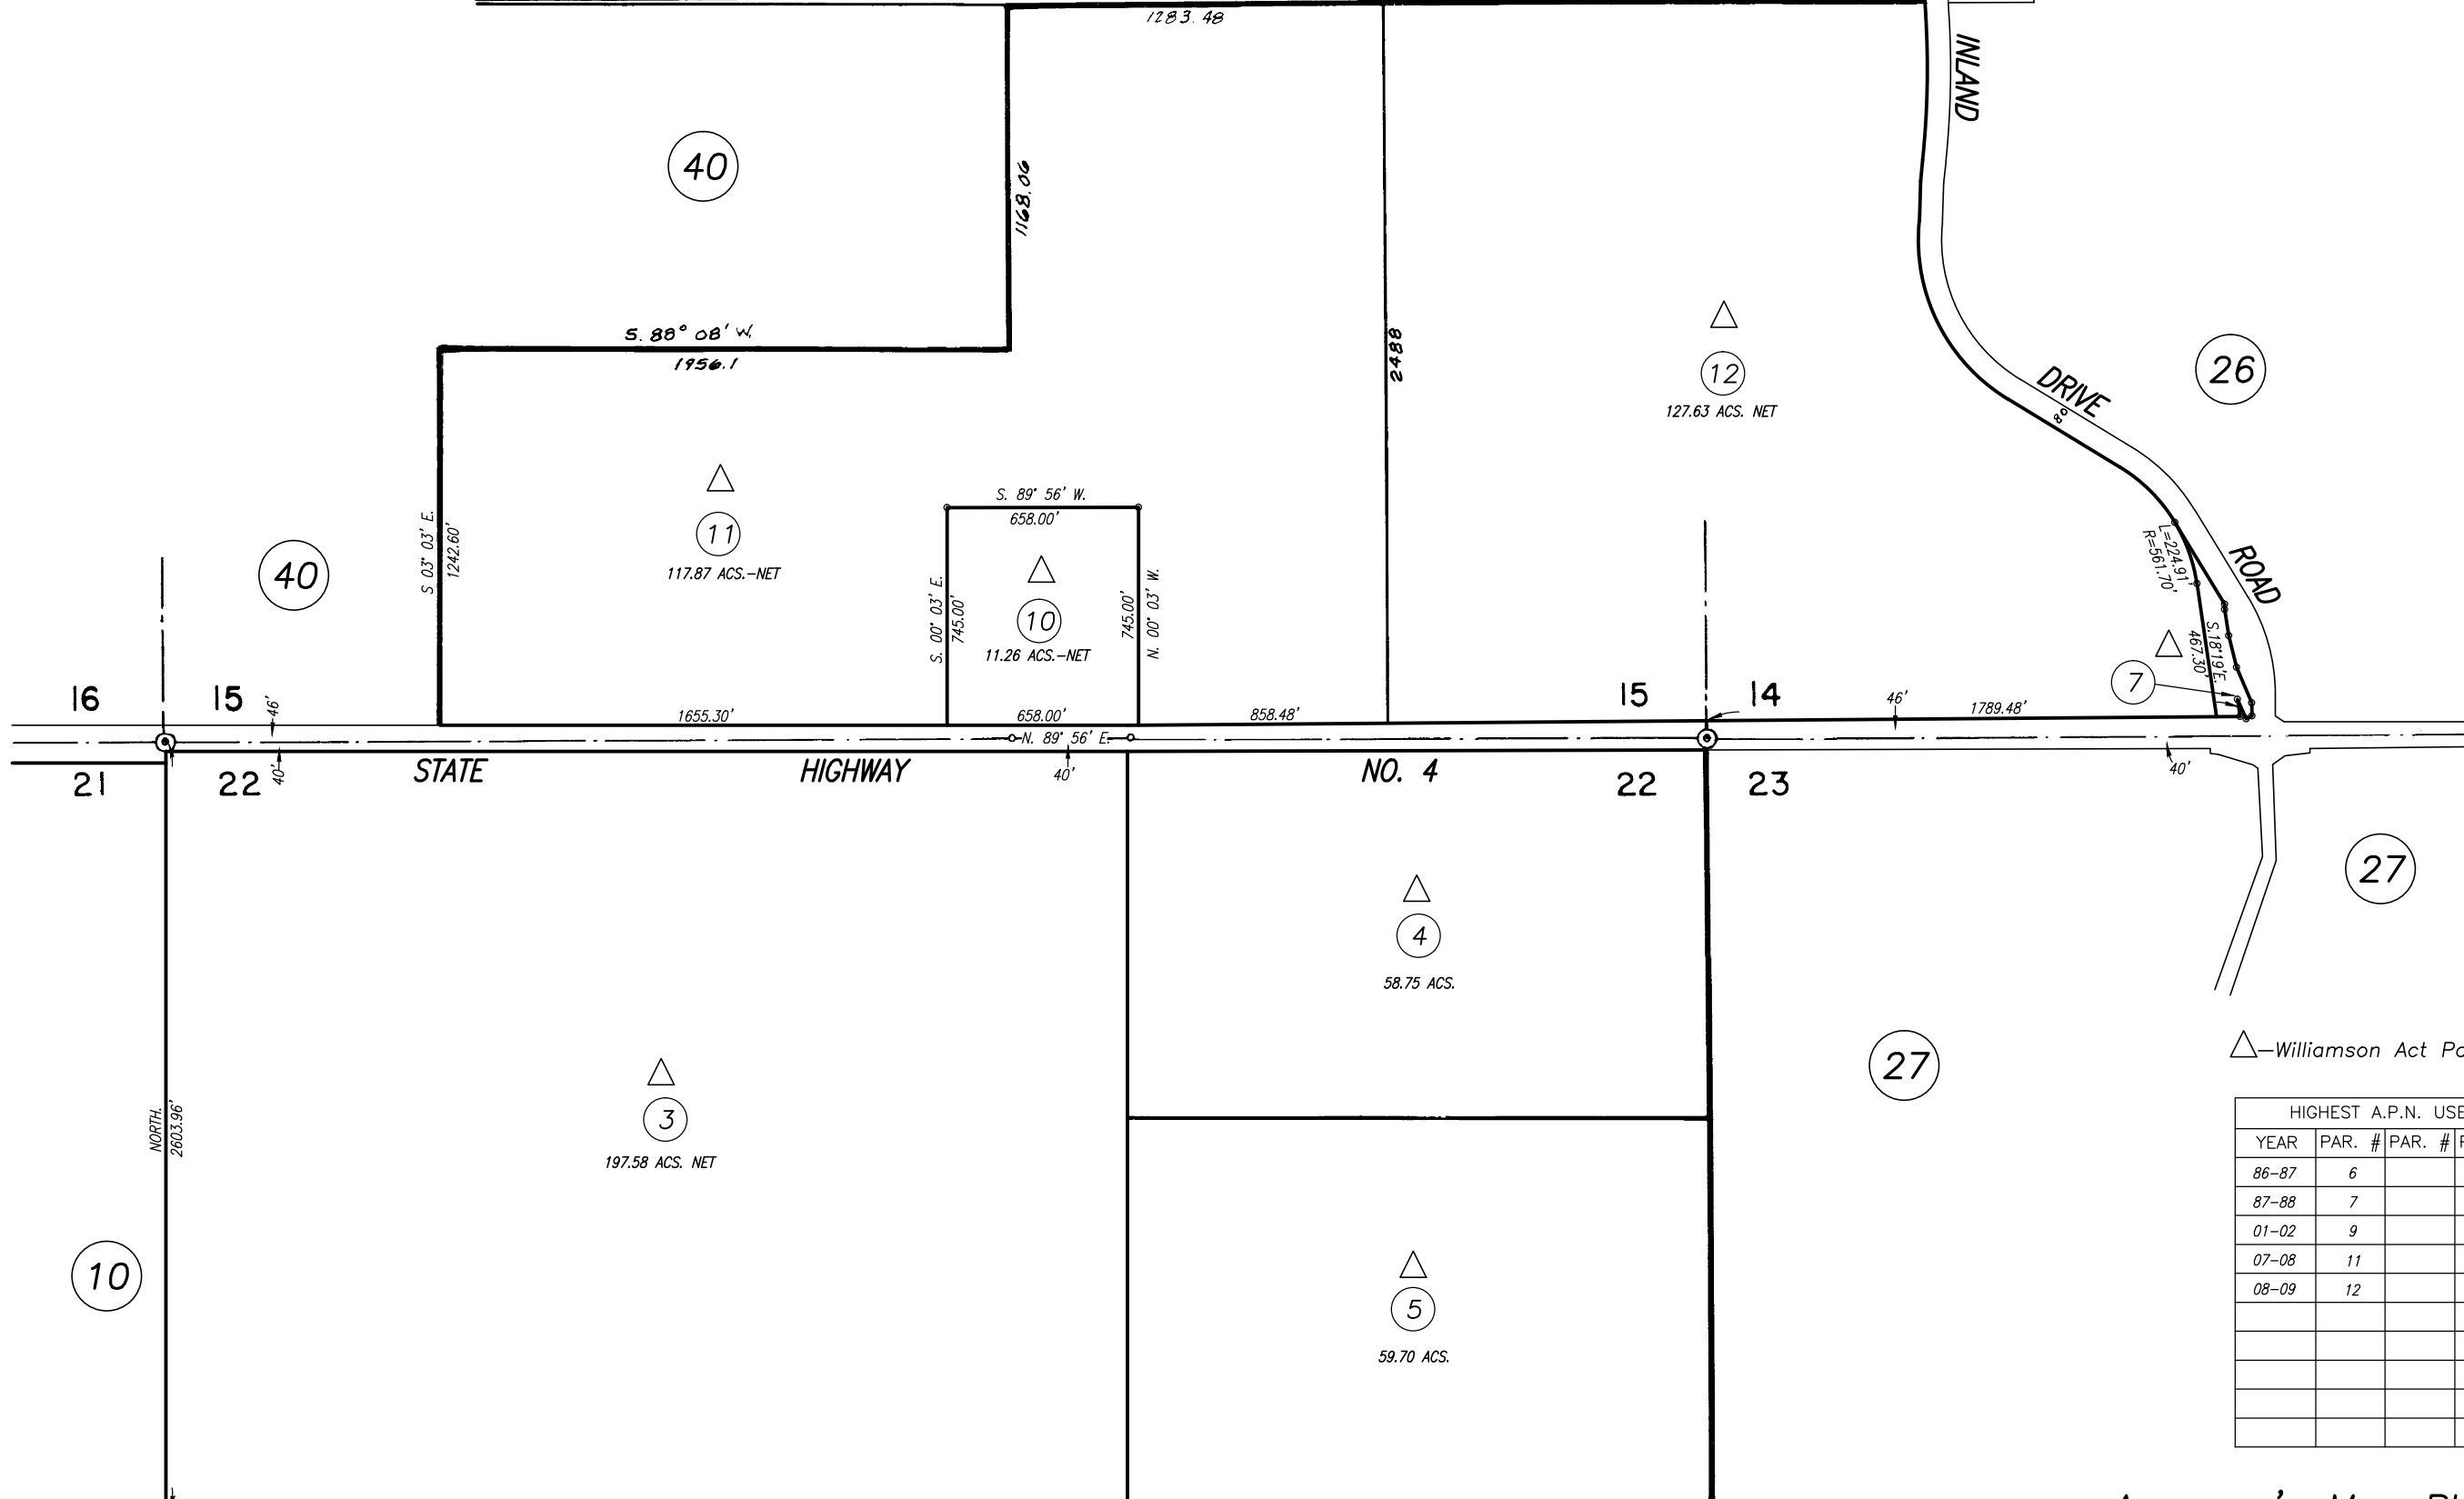 1283.48
INLAND
40
1168.06
S. 88° 08' W.
1956.1
2488
12
127.63 ACS. NET
26
DRIVE
80
ROAD
L=224.91'
R=561.70'
S.18°19'E.
467.30'
7
S 03° 03' E.
1242.60'
11
117.87 ACS.-NET
S. 89° 56' W.
658.00'
S. 00° 03' E.
745.00'
10
11.26 ACS.-NET
745.00'
N. 00° 03' W.
40
16
15
46'
1655.30'
658.00'
858.48'
15
14
46'
1789.48'
N. 89° 56' E.
21
22
40'
STATE HIGHWAY NO. 4
40'
22
23
40'
27
4
58.75 ACS.
27
3
197.58 ACS. NET
NORTH.
2603.96'
10
5
59.70 ACS.
-Williamson Act
HIGHEST A.P.N.
YEAR PAR. # PAR. #
86-87 6
87-88 7
01-02 9
07-08 11
08-09 12